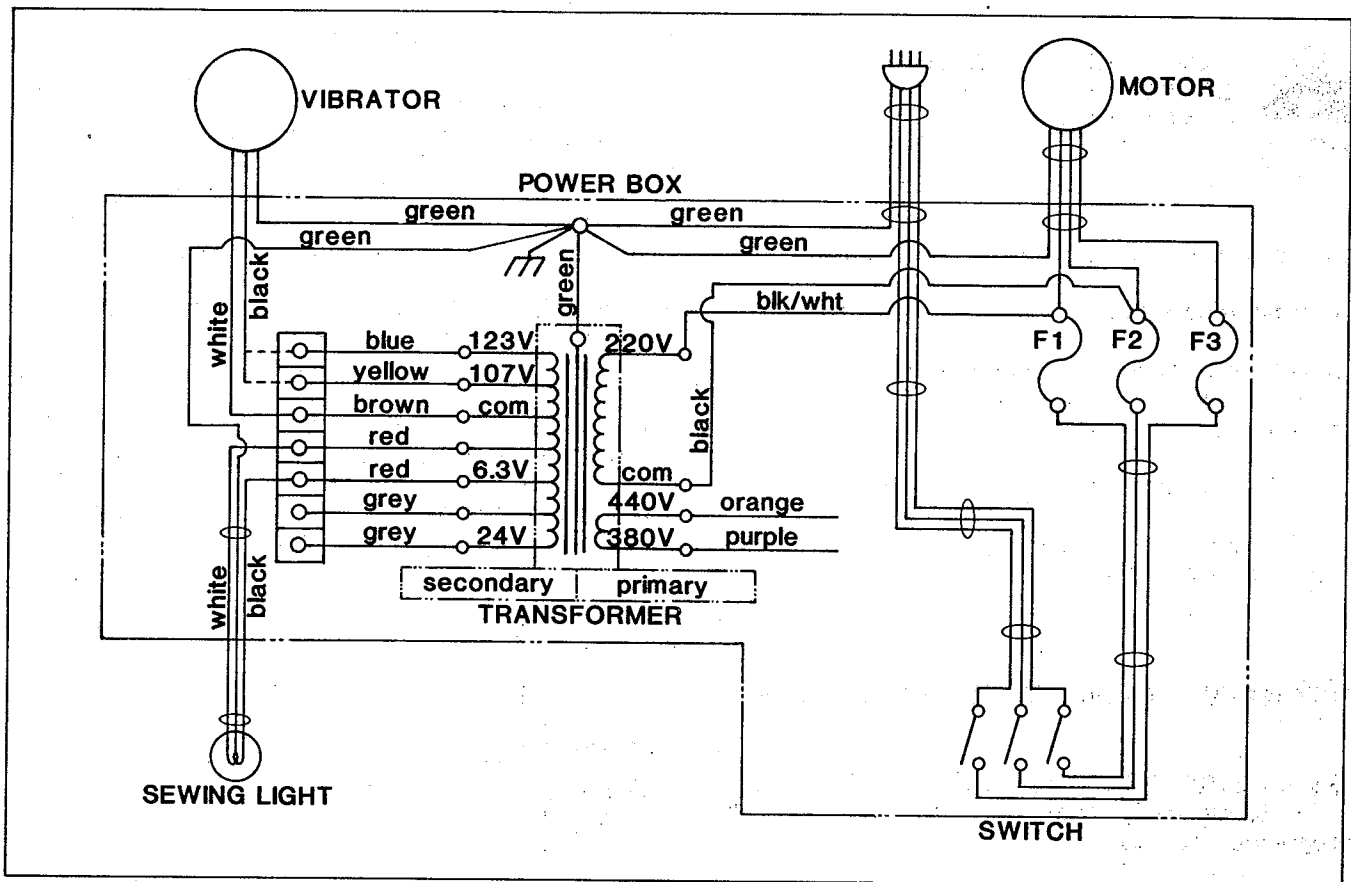 VIBRATOR
MOTOR
POWER BOX
green
green
green
green
black
white
green
blk/wht
blue
123V
220V
F1
F2
F3
yellow
107V
brown
com
black
red
red
6.3V
com
grey
440V
orange
grey
24V
380V
purple
white
black
secondary
primary
TRANSFORMER
SEWING LIGHT
SWITCH